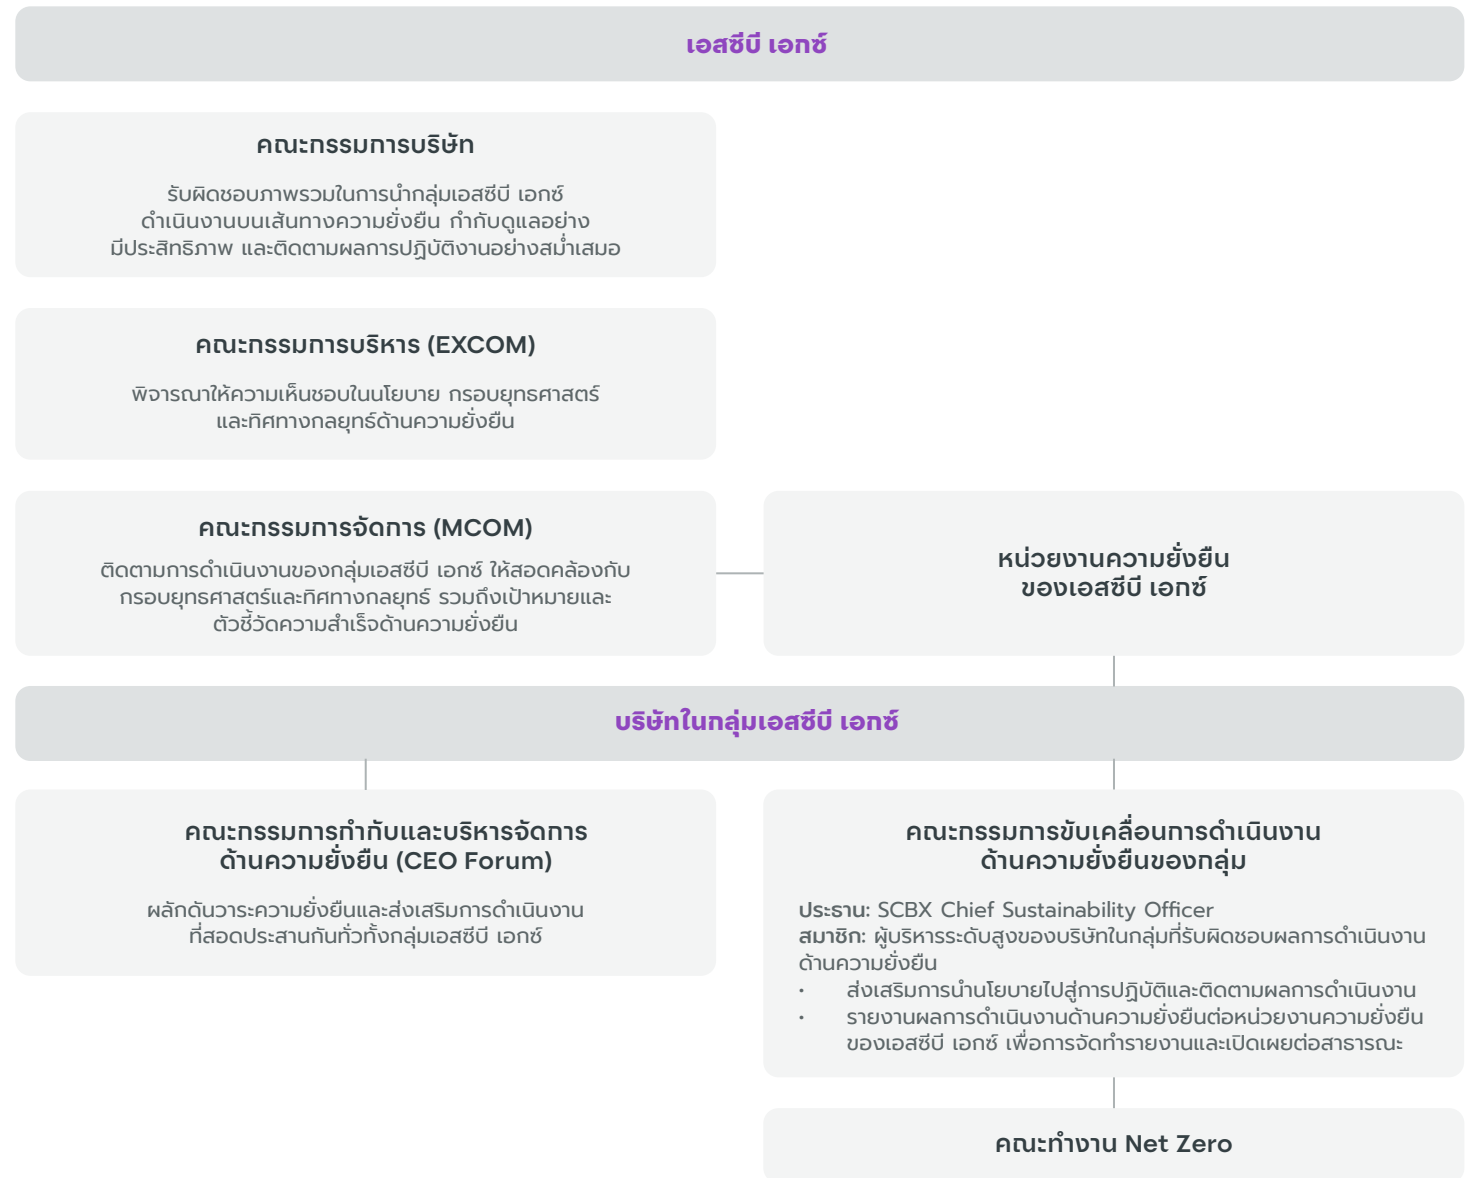 เอสซีบี เอกซ์
คณะกรรมการบริษัท
รับผิดชอบภาพรวมในการนำกลุ่มเอสซีบี เอกซ์
ดำเนินงานบนเส้นทางความยั่งยืน กำกับดูแลอย่าง
มีประสิทธิภาพ และติดตามผลการปฏิบัติงานอย่างสม่ำเสมอ
คณะกรรมการบริหาร (EXCOM)
พิจารณาให้ความเห็นชอบในนโยบาย กรอบยุทธศาสตร์
และทิศทางกลยุทธ์ด้านความยั่งยืน
คณะกรรมการจัดการ (MCOM)
ติดตามการดำเนินงานของกลุ่มเอสซีบี เอกซ์ ให้สอดคล้องกับ
กรอบยุทธศาสตร์และทิศทางกลยุทธ์ รวมถึงเป้าหมายและ
ตัวชี้วัดความสำเร็จด้านความยั่งยืน
หน่วยงานความยั่งยืน
ของเอสซีบี เอกซ์
บริษัทในกลุ่มเอสซีบี เอกซ์
คณะกรรมการกำกับและบริหารจัดการ
ด้านความยั่งยืน (CEO Forum)
ผลักดันวาระความยั่งยืนและส่งเสริมการดำเนินงาน
ที่สอดประสานกันทั่วทั้งกลุ่มเอสซีบี เอกซ์
คณะกรรมการขับเคลื่อนการดำเนินงาน
ด้านความยั่งยืนของกลุ่ม
ประธาน: SCBX Chief Sustainability Officer
สมาชิก: ผู้บริหารระดับสูงของบริษัทในกลุ่มที่รับผิดชอบผลการดำเนินงาน
ด้านความยั่งยืน
• ส่งเสริมการนำนโยบายไปสู่การปฏิบัติและติดตามผลการดำเนินงาน
• รายงานผลการดำเนินงานด้านความยั่งยืนต่อหน่วยงานความยั่งยืน
ของเอสซีบี เอกซ์ เพื่อการจัดทำรายงานและเปิดเผยต่อสาธารณะ
คณะทำงาน Net Zero